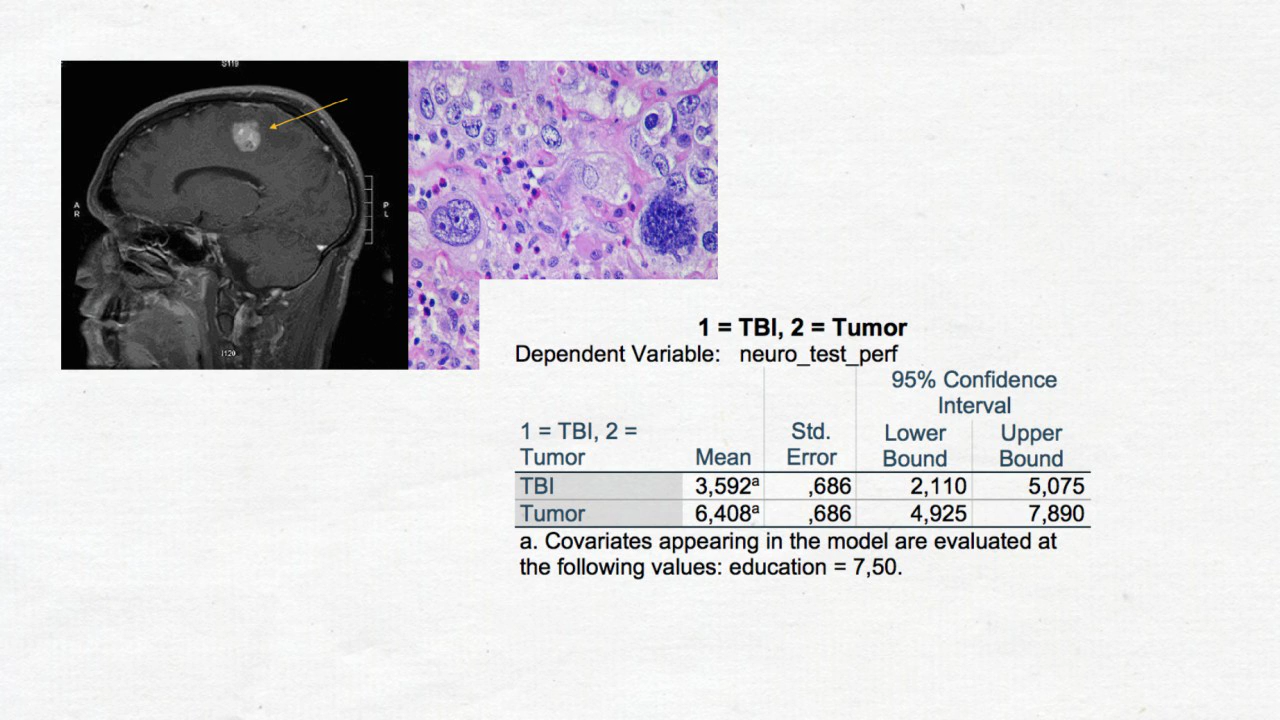 S119
A
R
P
L
I120
1 = TBI, 2 = Tumor
Dependent Variable: neuro_test_perf
95% Confidence
Interval
1 = TBI, 2 =
Tumor
Mean
Std.
Error
Lower
Bound
Upper
Bound
TBI 3,592ᵃ ,686 2,110 5,075
Tumor 6,408ᵃ ,686 4,925 7,890
a. Covariates appearing in the model are evaluated at
the following values: education = 7,50.